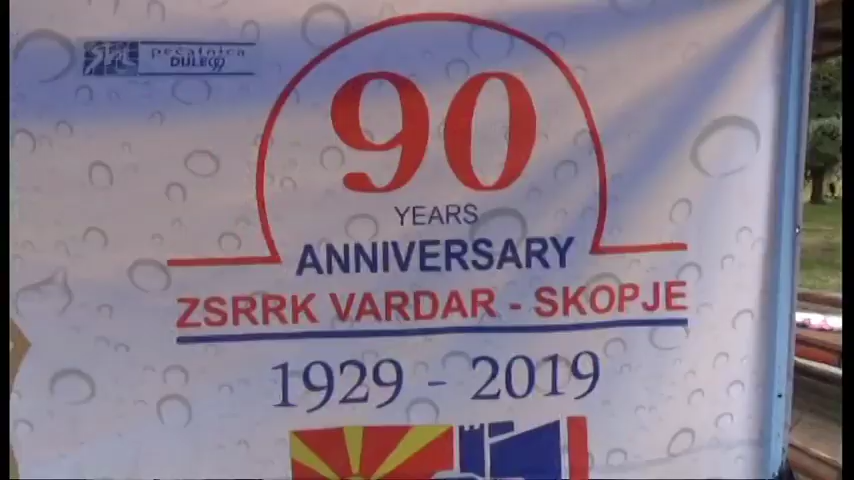 pečatnica
DULE
90
YEARS
ANNIVERSARY
ZSRRK VARDAR - SKOPJE
1929 - 2019